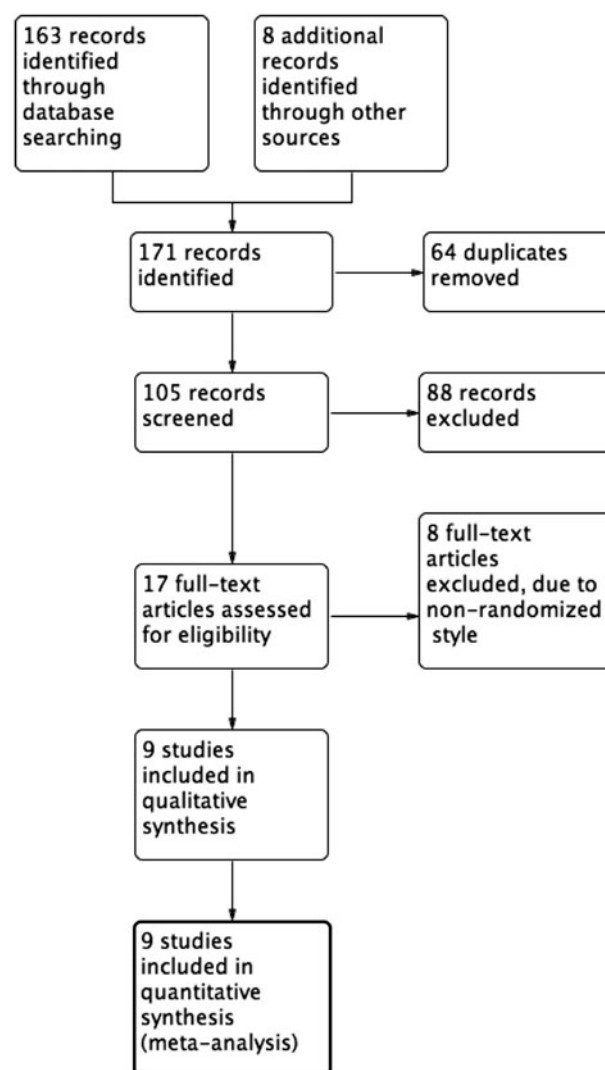 163 records
identified
through
database
searching
8 additional
records
identified
through other
sources
171 records
identified
64 duplicates
removed
105 records
screened
88 records
excluded
17 full-text
articles assessed
for eligibility
8 full-text
articles
excluded, due to
non-randomized
style
9 studies
included in
qualitative
synthesis
9 studies
included in
quantitative
synthesis
(meta-analysis)